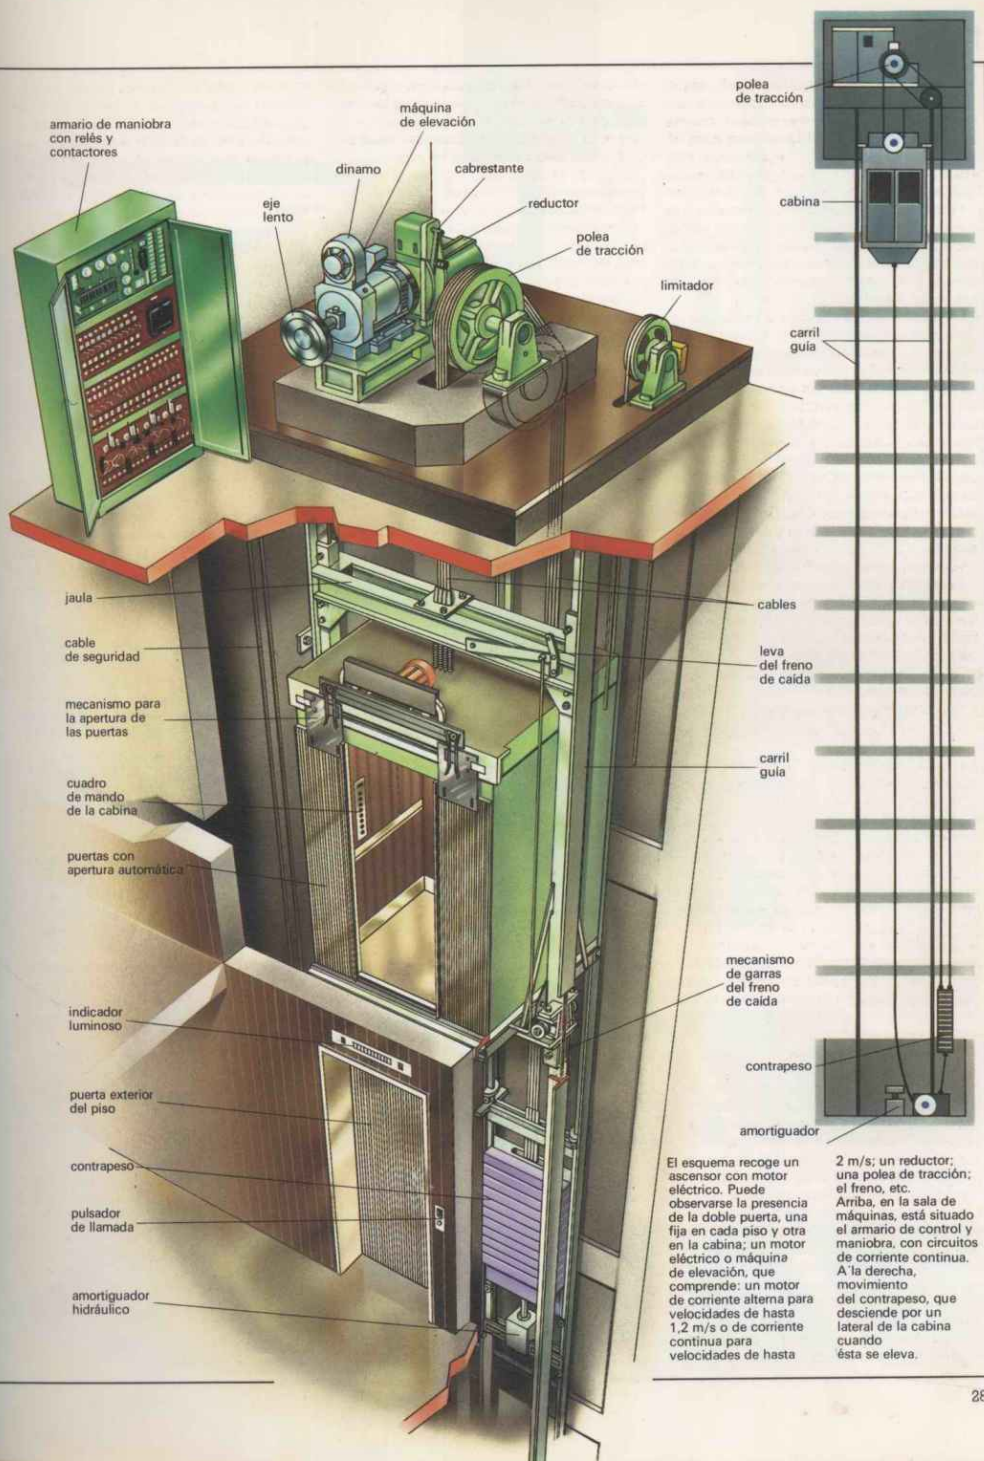 armario de maniobra
con relés y
contactores
eje
lento
dinamo
máquina
de elevación
cabrestante
reductor
polea
de tracción
limitador
polea
de tracción
cabina
carril
guía
jaula
cable
de seguridad
mecanismo para
la apertura de
las puertas
cuadro
de mando
de la cabina
puertas con
apertura automática
indicador
luminoso
puerta exterior
del piso
contrapeso
pulsador
de llamada
amortiguador
hidráulico
cables
leva
del freno
de caída
carril
guía
mecanismo
de garras
del freno
de caída
contrapeso
amortiguador
El esquema recoge un
ascensor con motor
eléctrico. Puede
observarse la presencia
de la doble puerta, una
fija en cada piso y otra
en la cabina; un motor
eléctrico o máquina
de elevación, que
comprende: un motor
de corriente alterna para
velocidades de hasta
1,2 m/s o de corriente
continua para
velocidades de hasta
2 m/s; un reductor;
una polea de tracción;
el freno, etc.
Arriba, en la sala de
máquinas, está situado
el armario de control y
maniobra, con circuitos
de corriente continua.
A la derecha,
movimiento
del contrapeso, que
desciende por un
lateral de la cabina
cuando
ésta se eleva.